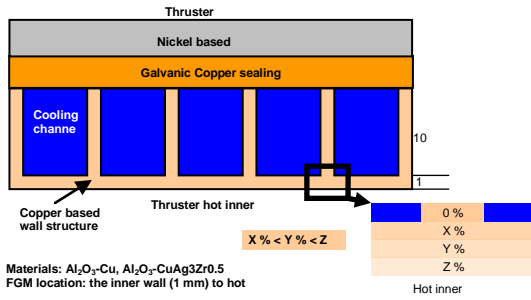 Thruster
Nickel based
Galvanic Copper sealing
Cooling
channe
10
1
Copper based
wall structure
Thruster hot inner
X % < Y % < Z
0 %
X %
Y %
Z %
Hot inner
Materials: Al₂O₃-Cu, Al₂O₃-CuAg3Zr0.5
FGM location: the inner wall (1 mm) to hot